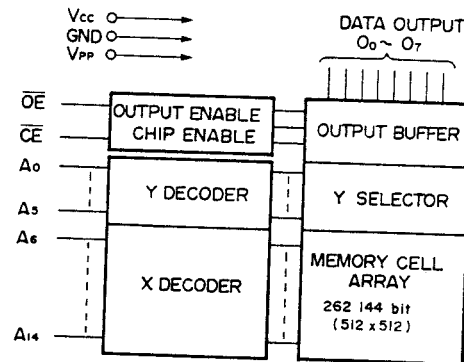 VCC
GND
VPP
DATA OUTPUT
O0 ~ O7
OE
CE
OUTPUT ENABLE
CHIP ENABLE
OUTPUT BUFFER
A0
A5
Y DECODER
Y SELECTOR
A6
A14
X DECODER
MEMORY CELL
ARRAY
262 144 bit
(512 x 512)